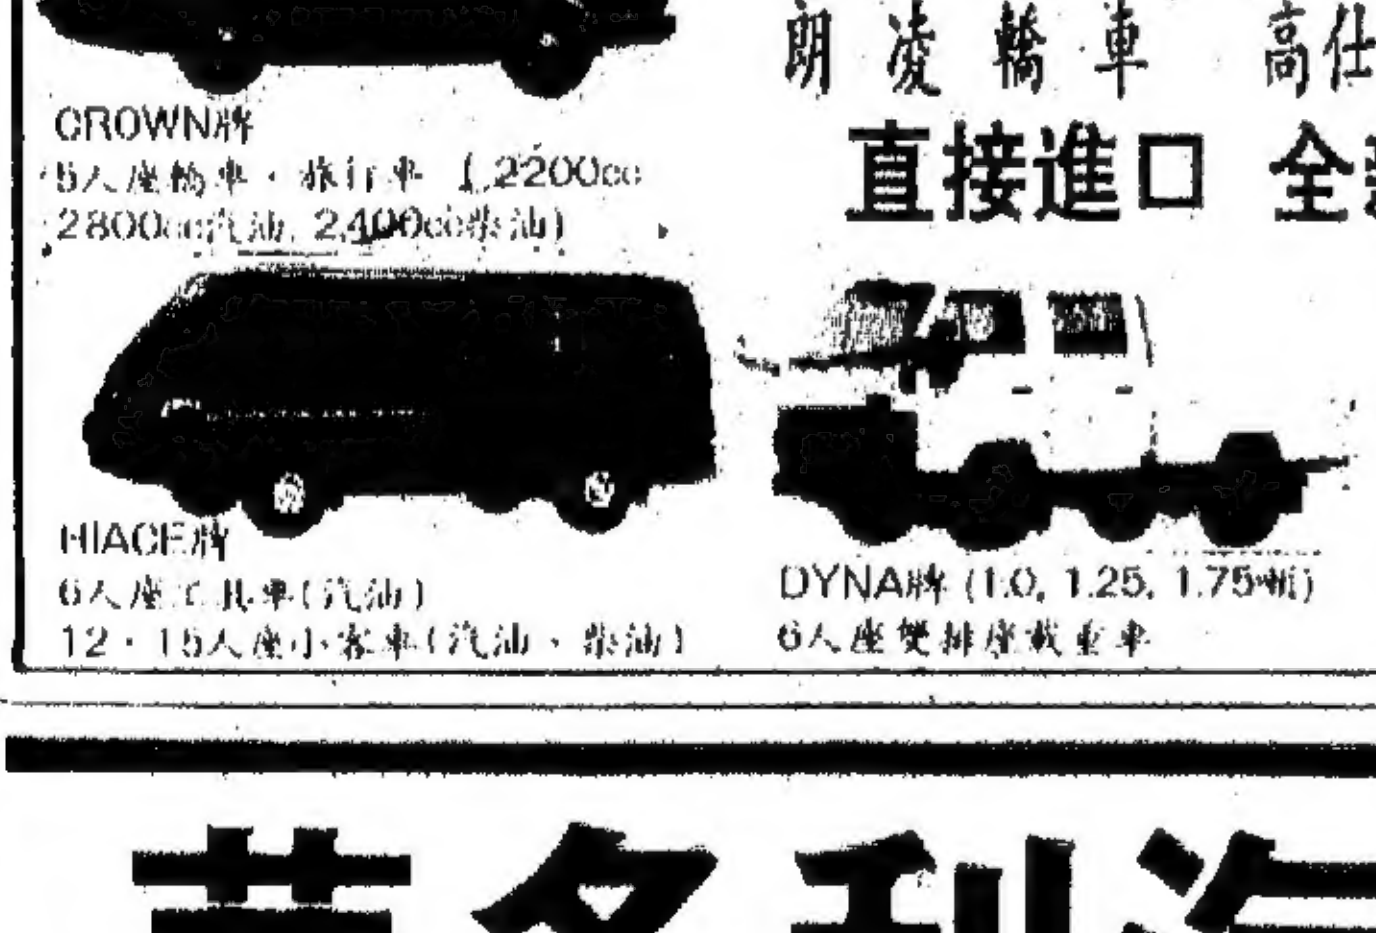 朗凌轎車 高仕
直接進口 全
CROWN牌
5人座轎車·旅行車 (2200cc
2800cc汽油, 2400cc柴油)
HIACE牌
6人座工具車(汽油)
12·15人座小客車(汽油、柴油)
DYNA牌 (1.0, 1.25, 1.75噸)
6人座雙排座載重車